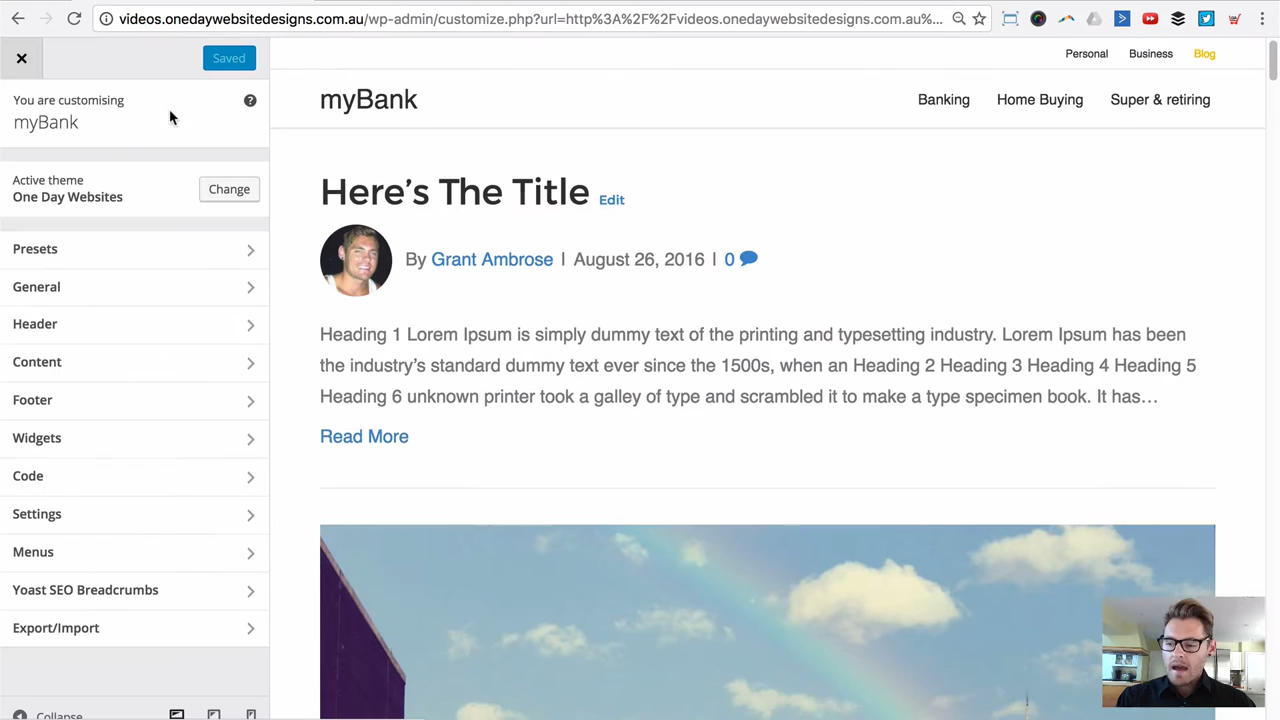 videos.onedaywebsitedesigns.com.au/wp-admin/customize.php?url=http%3A%2F%2Fvideos.onedaywebsitedesigns.com.au%...
Saved
You are customising
myBank
Active theme
One Day Websites
Change
Presets
General
Header
Content
Footer
Widgets
Code
Settings
Menus
Yoast SEO Breadcrumbs
Export/Import
Collapse
Personal Business Blog
myBank
Banking Home Buying Super & retiring
Here's The Title Edit
By Grant Ambrose | August 26, 2016 | 0
Heading 1 Lorem Ipsum is simply dummy text of the printing and typesetting industry. Lorem Ipsum has been
the industry's standard dummy text ever since the 1500s, when an Heading 2 Heading 3 Heading 4 Heading 5
Heading 6 unknown printer took a galley of type and scrambled it to make a type specimen book. It has…
Read More